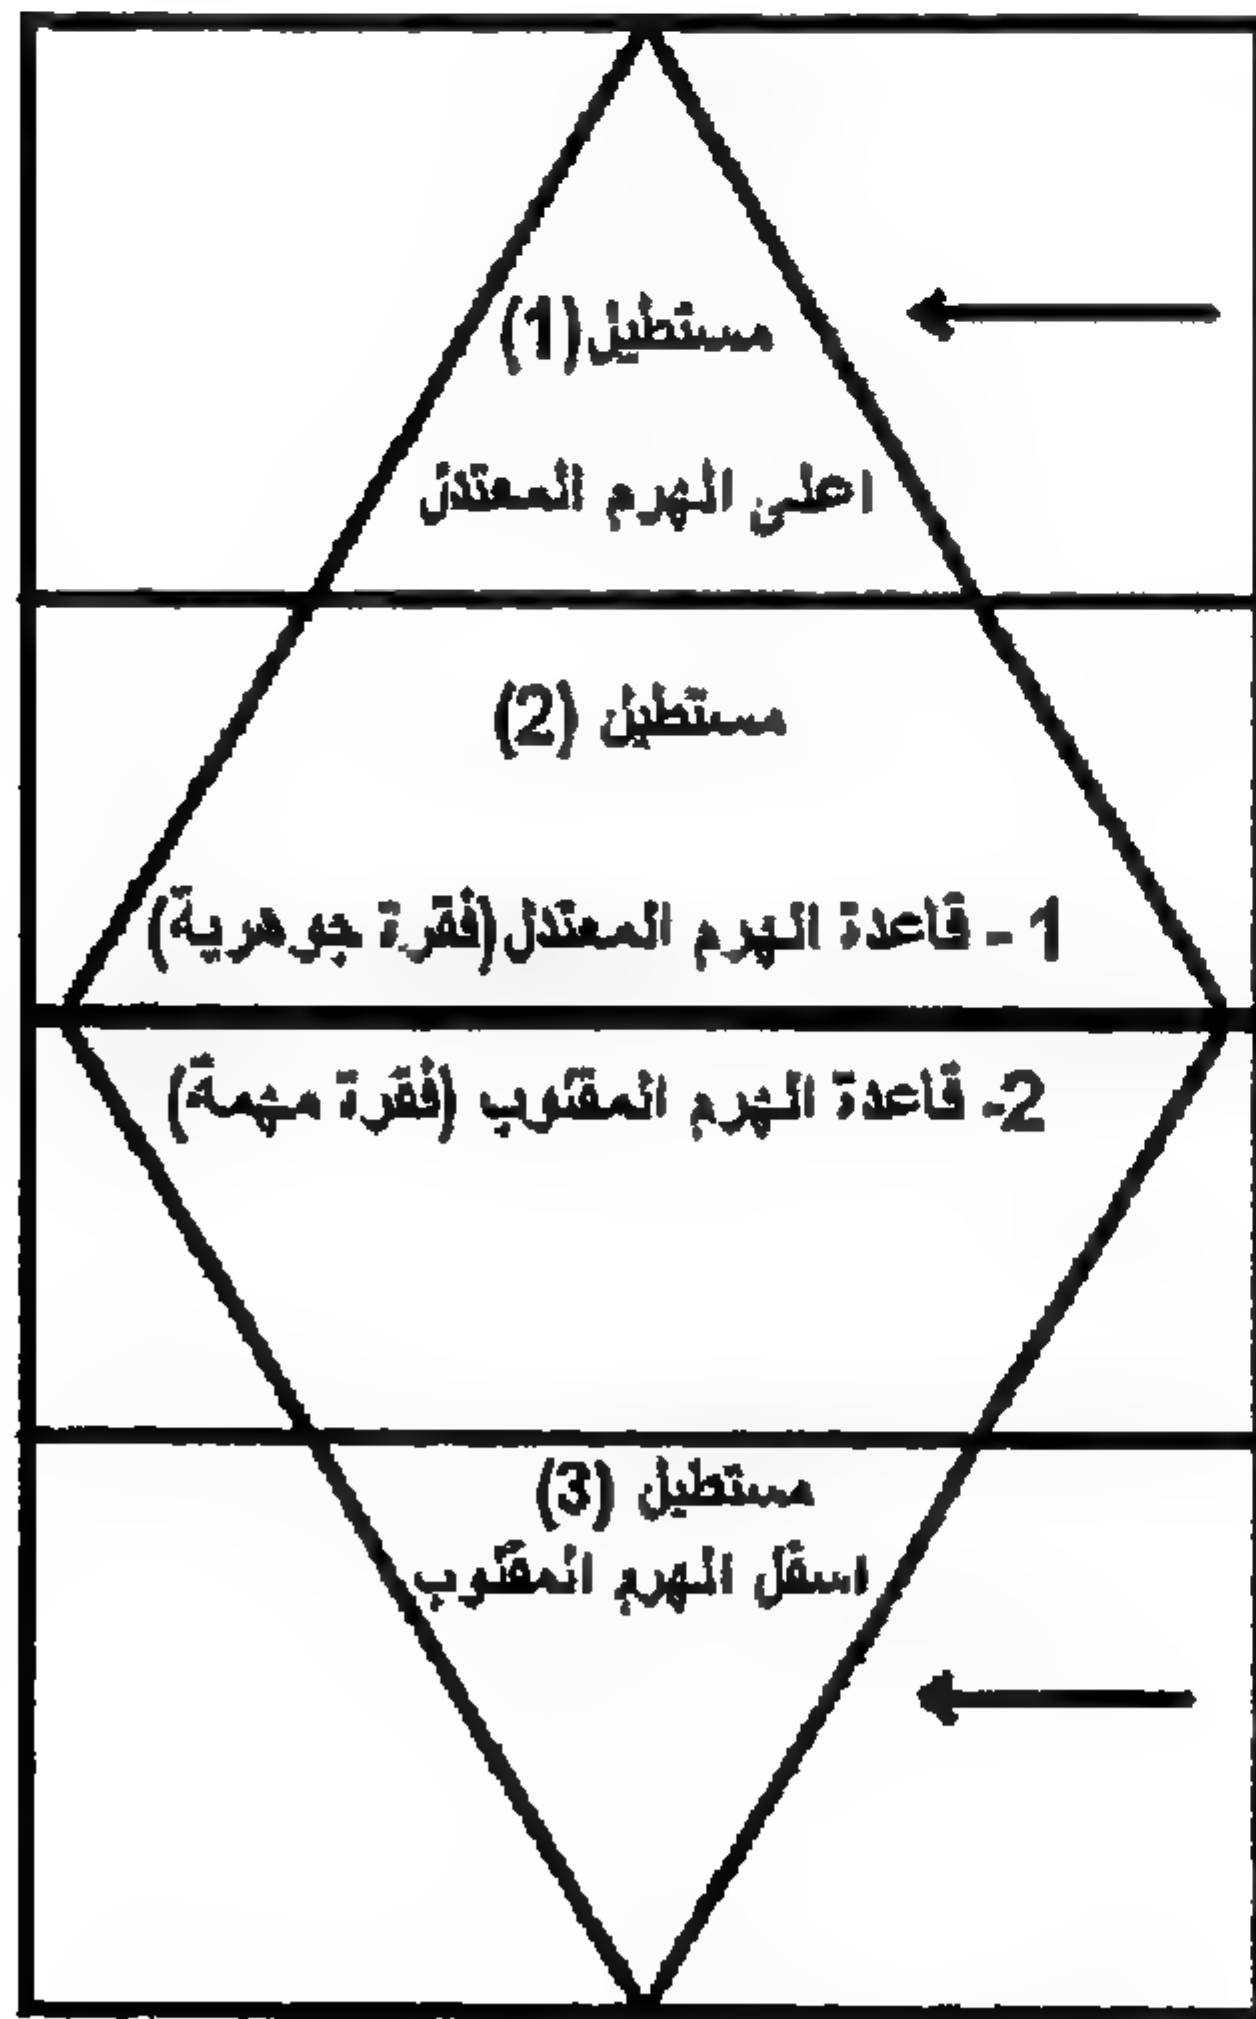 مستطيل(1)
اعلى الهرم المعتدل
مستطيل (2)
1 - قاعدة الهرم المعتدل(فقرة جوهرية)
2- قاعدة الهرم المقلوب (فقرة مهمة)
مستطيل (3)
اسفل الهرم المقلوب